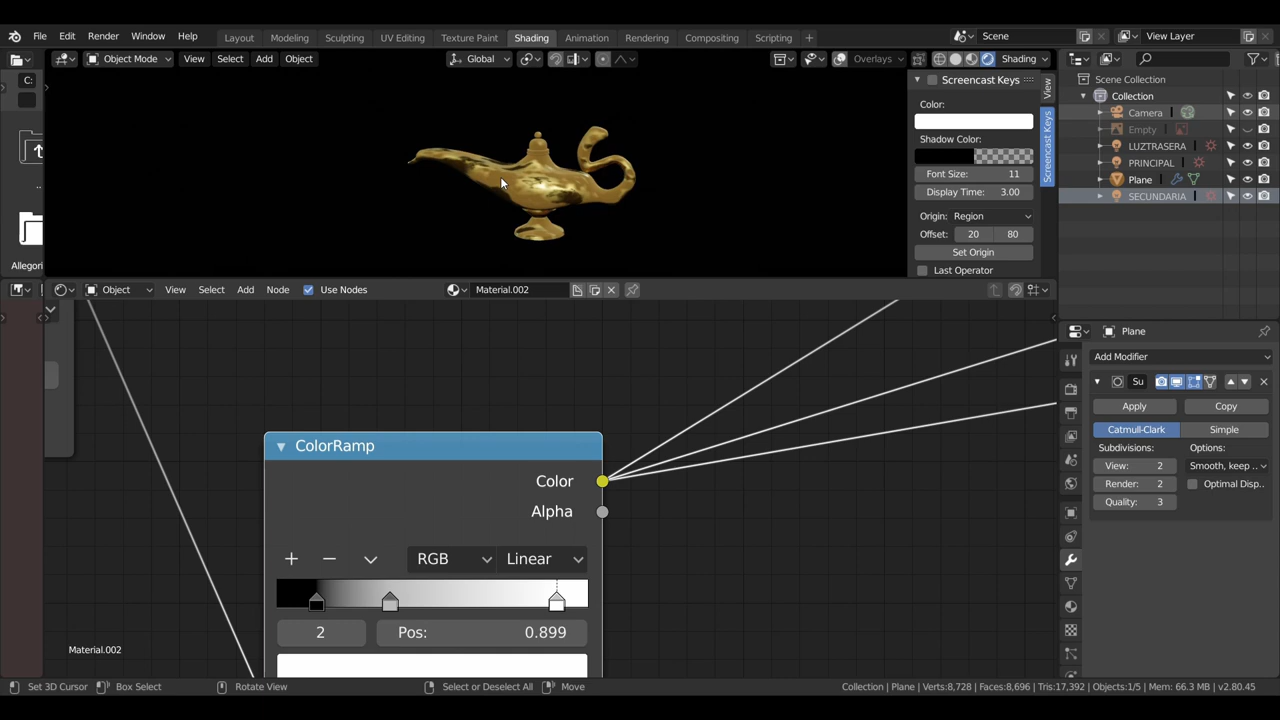 File Edit Render Window Help Layout Modeling Sculpting UV Editing Texture Paint Shading Animation Rendering Compositing Scripting + Scene View Layer
Object Mode View Select Add Object Global Overlays Shading
C: Screencast Keys Scene Collection
Collection
Color: Camera
Empty
LUZTRASERA
Shadow Color: PRINCIPAL
Font Size: 11 Plane
Display Time: 3.00 SECUNDARIA
..
Origin: Region
Offset: 20 80
Set Origin
Allegori Last Operator
View
Screencast Keys
Object View Select Add Node Use Nodes Material.002
Plane
Add Modifier
Su
Apply Copy
Catmull-Clark Simple
Subdivisions: Options:
View: 2 Smooth, keep ..
Render: 2 Optimal Disp..
Quality: 3
ColorRamp
Color
Alpha
RGB Linear
2 Pos: 0.899
Material.002
Set 3D Cursor Box Select Rotate View Select or Deselect All Move Collection | Plane | Verts:8,728 | Faces:8,696 | Tris:17,392 | Objects:1/5 | Mem: 66.3 MB | v2.80.45